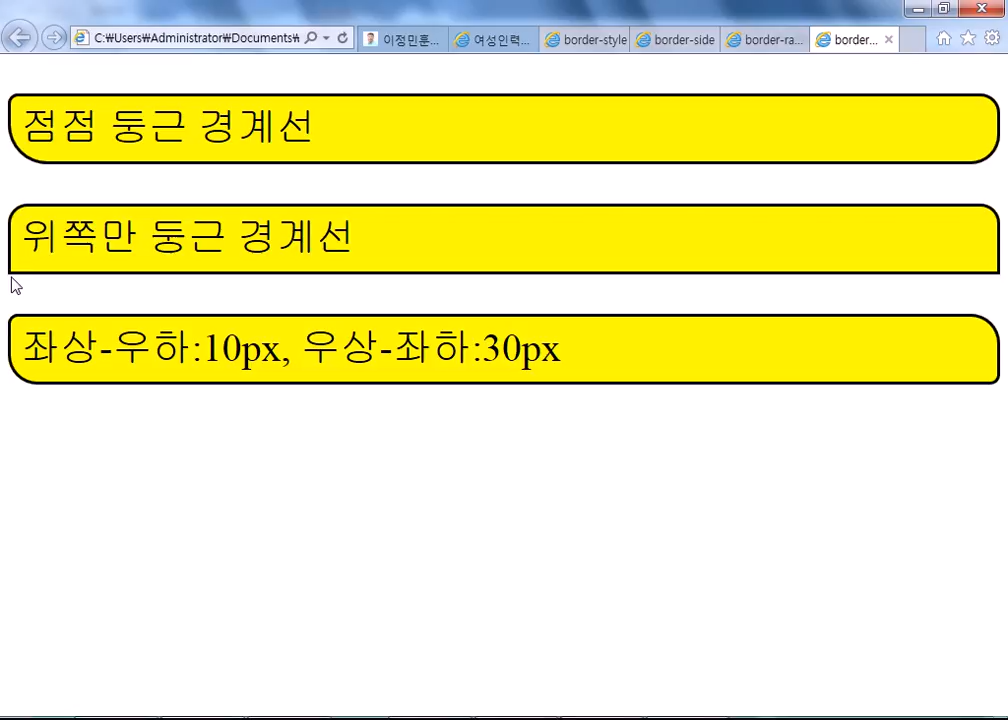 C:₩Users₩Administrator₩Documents₩
이정민훈...
여성인력...
border-style
border-side
border-ra...
border...
점점 둥근 경계선
위쪽만 둥근 경계선
좌상-우하:10px, 우상-좌하:30px